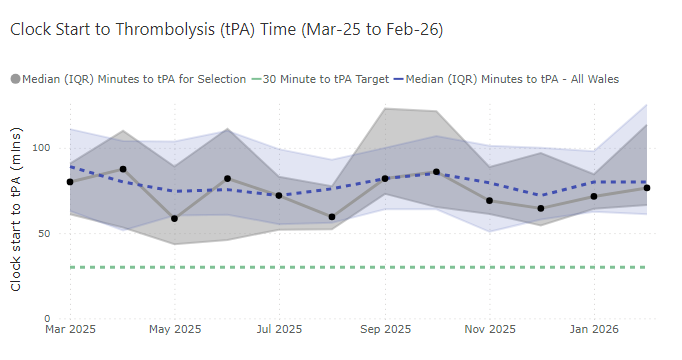 Clock Start to Thrombolysis (tPA) Time (Mar-25 to Feb-26)
Median (IQR) Minutes to tPA for Selection 30 Minute to tPA Target Median (IQR) Minutes to tPA - All Wales
Clock start to tPA (mins)
100
50
0
Mar 2025 May 2025 Jul 2025 Sep 2025 Nov 2025 Jan 2026